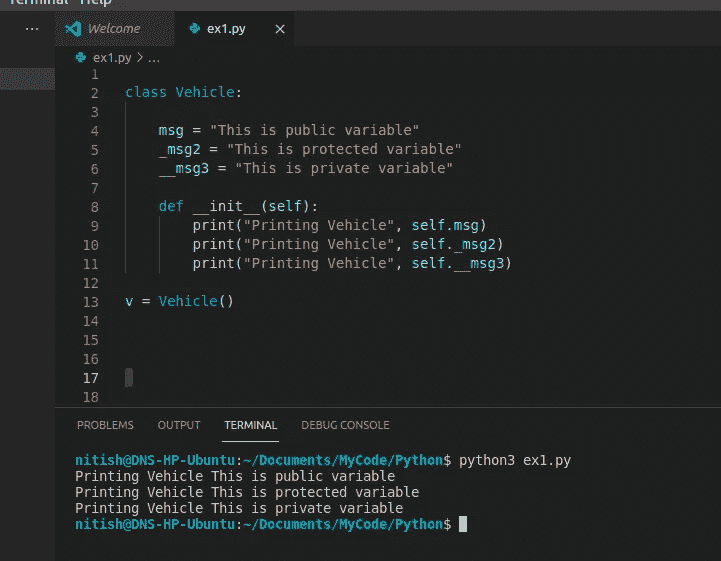 Terminal Help
... Welcome ex1.py ×
ex1.py > ...
1
2 class Vehicle:
3
4 msg = "This is public variable"
5 _msg2 = "This is protected variable"
6 __msg3 = "This is private variable"
7
8 def __init__(self):
9 print("Printing Vehicle", self.msg)
10 print("Printing Vehicle", self._msg2)
11 print("Printing Vehicle", self.__msg3)
12
13 v = Vehicle()
14
15
16
17
18
PROBLEMS OUTPUT TERMINAL DEBUG CONSOLE
nitish@DNS-HP-Ubuntu:~/Documents/MyCode/Python$ python3 ex1.py
Printing Vehicle This is public variable
Printing Vehicle This is protected variable
Printing Vehicle This is private variable
nitish@DNS-HP-Ubuntu:~/Documents/MyCode/Python$